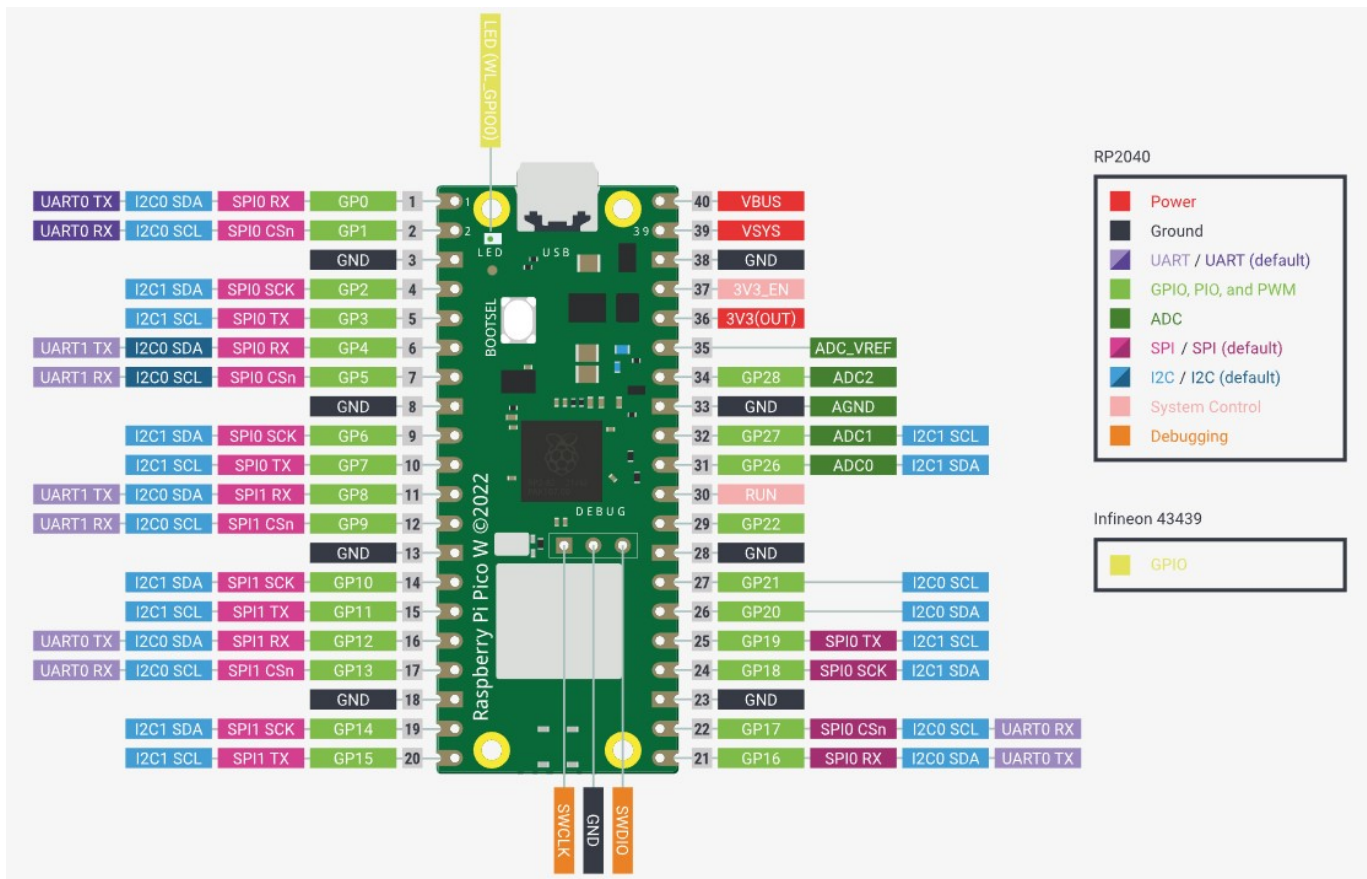 LED (WL_GPIO0)
RP2040
UART0 TX I2C0 SDA SPI0 RX GP0 1 1 40 VBUS Power
UART0 RX I2C0 SCL SPI0 CSn GP1 2 2 39 39 VSYS Ground
GND 3 LED USB 38 GND UART / UART (default)
I2C1 SDA SPI0 SCK GP2 4 37 3V3_EN GPIO, PIO, and PWM
I2C1 SCL SPI0 TX GP3 5 BOOTSEL 36 3V3(OUT) ADC
UART1 TX I2C0 SDA SPI0 RX GP4 6 35 ADC_VREF SPI / SPI (default)
UART1 RX I2C0 SCL SPI0 CSn GP5 7 34 GP28 ADC2 I2C / I2C (default)
GND 8 33 GND AGND System Control
I2C1 SDA SPI0 SCK GP6 9 32 GP27 ADC1 I2C1 SCL Debugging
I2C1 SCL SPI0 TX GP7 10 31 GP26 ADC0 I2C1 SDA
UART1 TX I2C0 SDA SPI1 RX GP8 11 30 RUN
UART1 RX I2C0 SCL SPI1 CSn GP9 12 DEBUG 29 GP22 Infineon 43439
GND 13 28 GND GPIO
I2C1 SDA SPI1 SCK GP10 14 27 GP21 I2C0 SCL
I2C1 SCL SPI1 TX GP11 15 26 GP20 I2C0 SDA
UART0 TX I2C0 SDA SPI1 RX GP12 16 25 GP19 SPI0 TX I2C1 SCL
UART0 RX I2C0 SCL SPI1 CSn GP13 17 24 GP18 SPI0 SCK I2C1 SDA
GND 18 23 GND
I2C1 SDA SPI1 SCK GP14 19 22 GP17 SPI0 CSn I2C0 SCL UART0 RX
I2C1 SCL SPI1 TX GP15 20 21 GP16 SPI0 RX I2C0 SDA UART0 TX
Raspberry Pi Pico W ©2022
SWCLK GND SWDIO